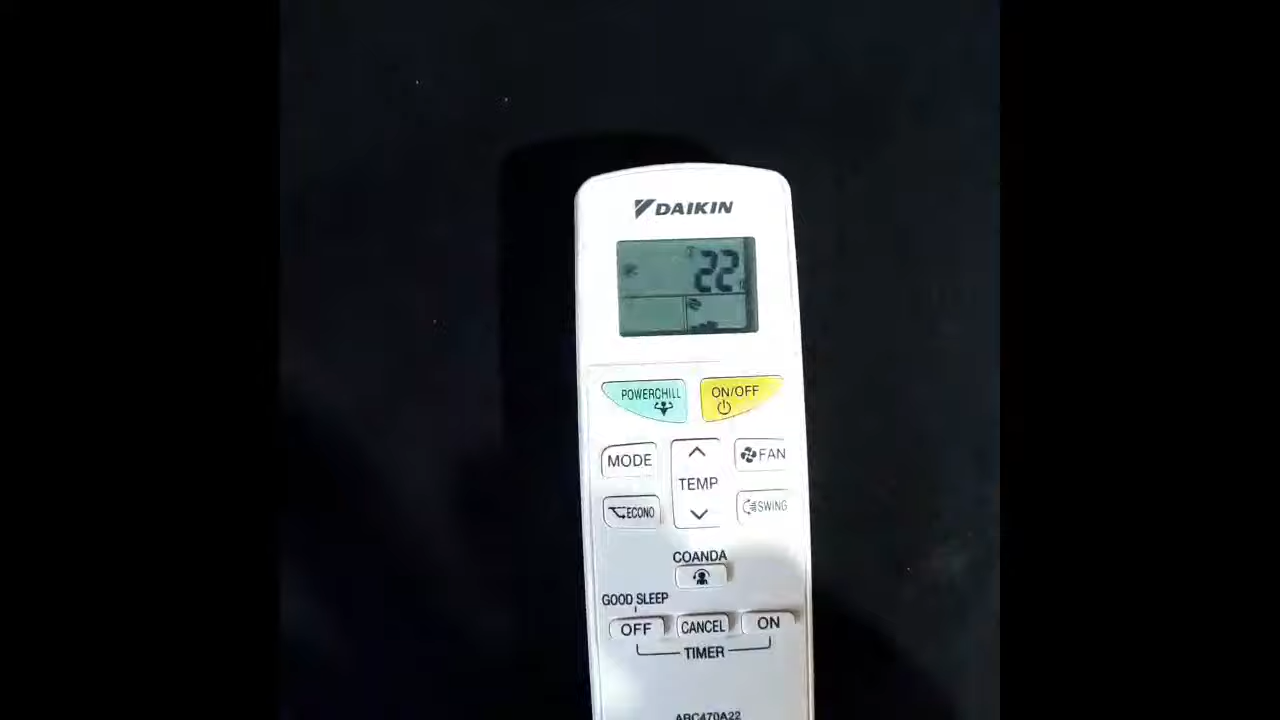 DAIKIN
22
POWERCHILL
ON/OFF
MODE
TEMP
FAN
ECONO
SWING
COANDA
GOOD SLEEP
OFF
CANCEL
ON
TIMER
ARC470A22